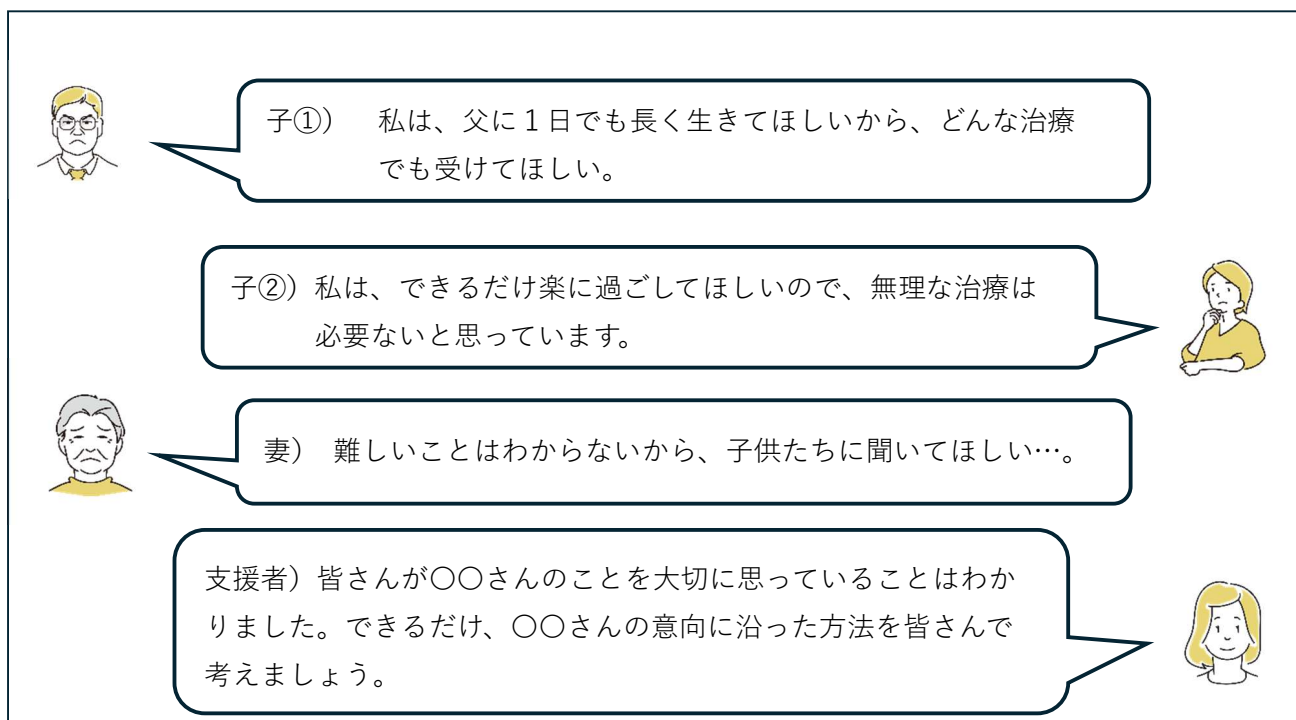 子①)　私は、父に１日でも長く生きてほしいから、どんな治療
でも受けてほしい。
子②）私は、できるだけ楽に過ごしてほしいので、無理な治療は
必要ないと思っています。
妻）　難しいことはわからないから、子供たちに聞いてほしい…。
支援者）皆さんが〇〇さんのことを大切に思っていることはわか
りました。できるだけ、〇〇さんの意向に沿った方法を皆さんで
考えましょう。